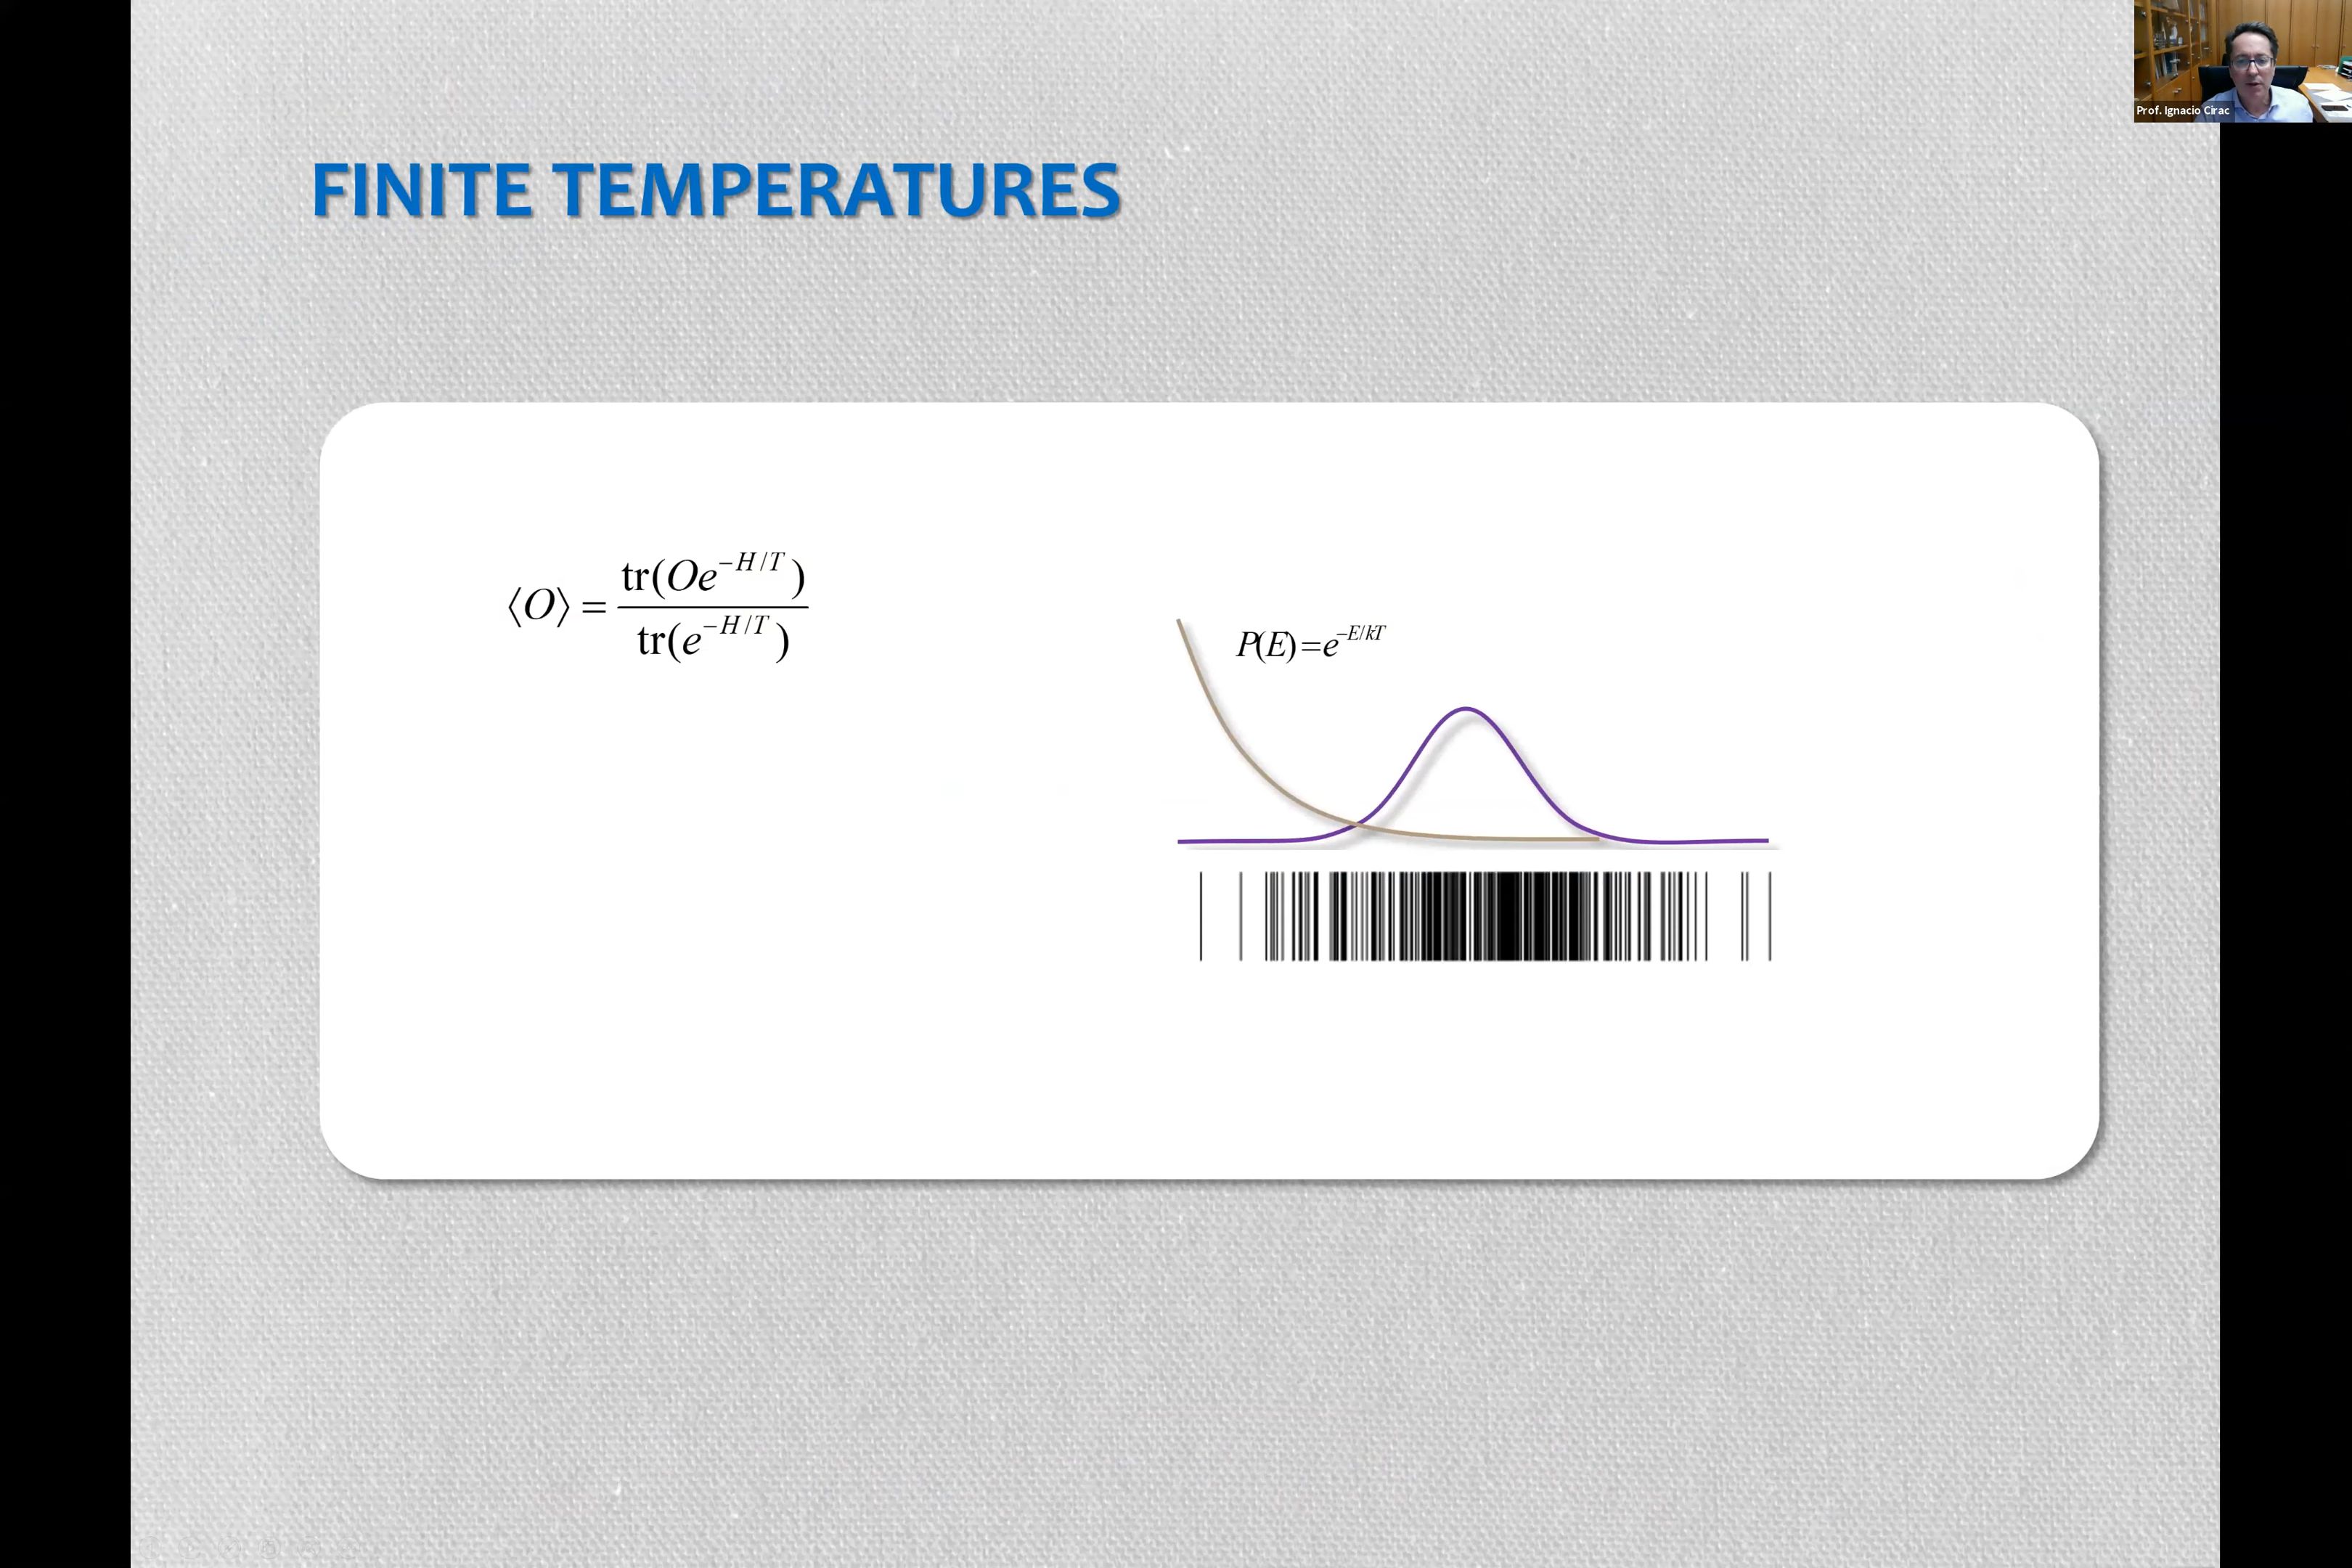 Prof. Ignacio Cirac
FINITE TEMPERATURES
⟨O⟩ = tr(Oe^{−H/T}) / tr(e^{−H/T})
P(E)=e^{−E/kT}